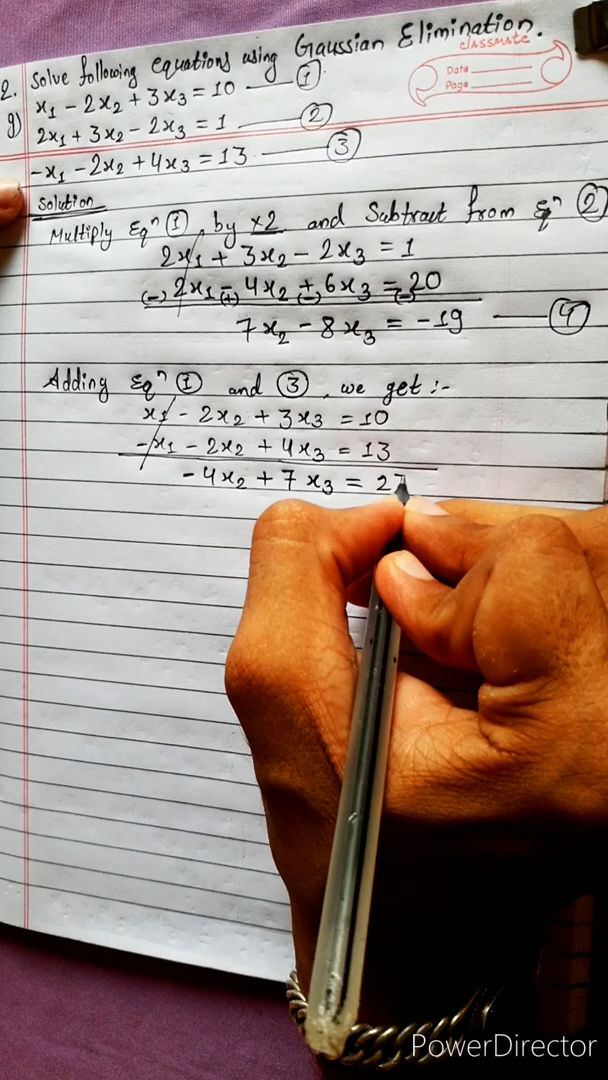 2. Solve following equations using Gaussian Elimination.
classmate
Date
Page
g) x₁ - 2x₂ + 3x₃ = 10 — ①
2x₁ + 3x₂ - 2x₃ = 1 — ②
-x₁ - 2x₂ + 4x₃ = 13 — ③
Solution
Multiply Eqⁿ ① by ×2 and Subtract from Eqⁿ ②
2x₁ + 3x₂ - 2x₃ = 1
2x₁ - 4x₂ + 6x₃ = 20
(-) (+) (-) (-)
7x₂ - 8x₃ = -19 — ④
Adding Eqⁿ ① and ③, we get :-
x₁ - 2x₂ + 3x₃ = 10
-x₁ - 2x₂ + 4x₃ = 13
-4x₂ + 7x₃ = 2
PowerDirector